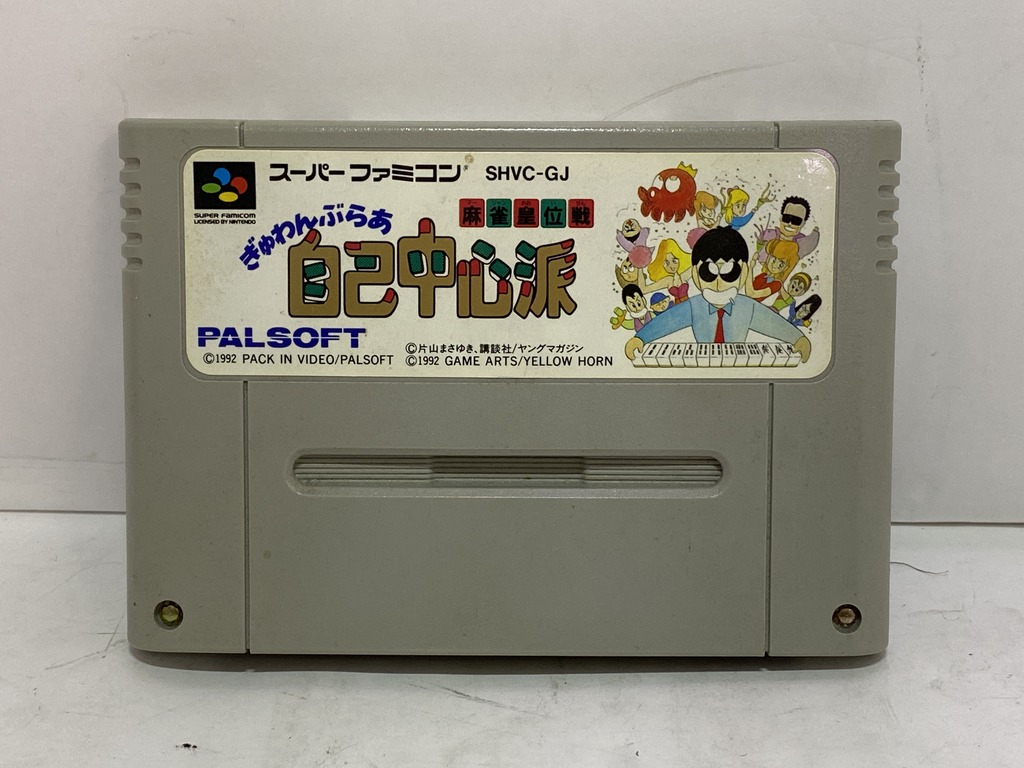 スーパーファミコン® SHVC-GJ
SUPER FAMICOM
LICENSED BY NINTENDO
麻雀皇位戦
ぎゅわんぶらあ
自己中心派
PALSOFT
©1992 PACK IN VIDEO/PALSOFT
©片山まさゆき、講談社/ヤングマガジン
©1992 GAME ARTS/YELLOW HORN